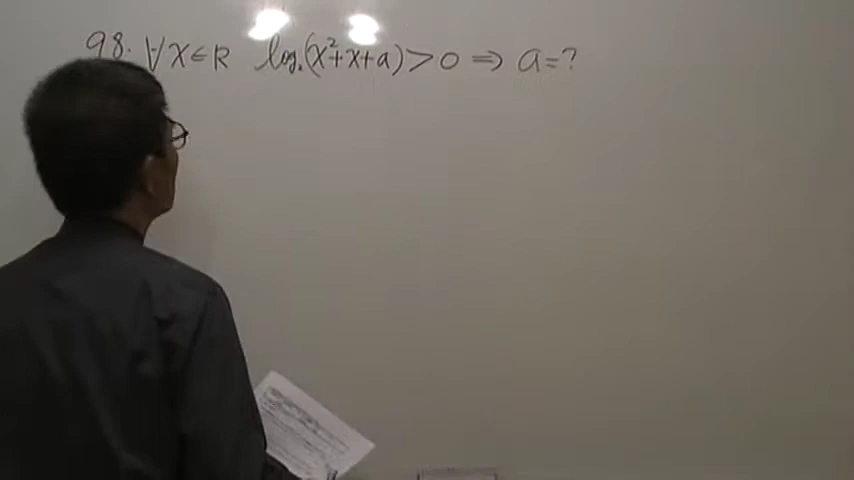 98. ∀x∈R log₂(x²+x+a)>0 ⇒ a=?